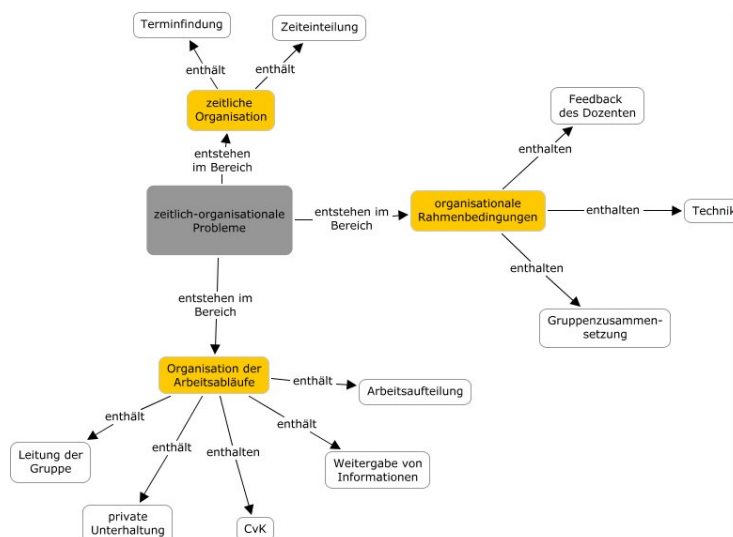 Terminfindung
Zeiteinteilung
enthält
enthält
zeitliche
Organisation
entstehen
im Bereich
zeitlich-organisationale
Probleme
entstehen im
Bereich
organisationale
Rahmenbedingungen
enthalten
Feedback
des Dozenten
enthalten
Technik
enthalten
Gruppenzusammen-
setzung
entstehen im
Bereich
Organisation der
Arbeitsabläufe
enthält
Arbeitsaufteilung
enthält
Leitung der
Gruppe
enthält
private
Unterhaltung
enthalten
CvK
enthält
Weitergabe von
Informationen